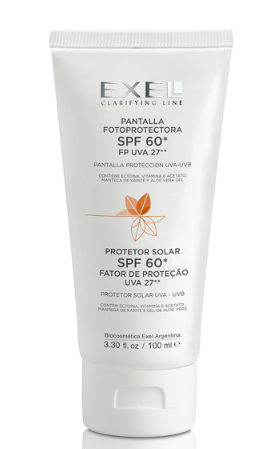 EXEL
CLARIFYING LINE
PANTALLA
FOTOPROTECTORA
SPF 60*
FP UVA 27**
PANTALLA PROTECCION UVA-UVB
CONTIENE ECTOINA, VITAMINA E ACETATO,
MANTECA DE KARITE Y ALOE VERA GEL.
PROTETOR SOLAR
SPF 60*
FATOR DE PROTEÇÃO
UVA 27**
PROTETOR SOLAR UVA - UVB
CONTEM ECTOINA, VITAMINA E ACETATO,
MANTEGA DE KARITE E GEL DE ALOE VERA
Biocosmética Exel Argentina
3.30 fl. oz / 100 ml e